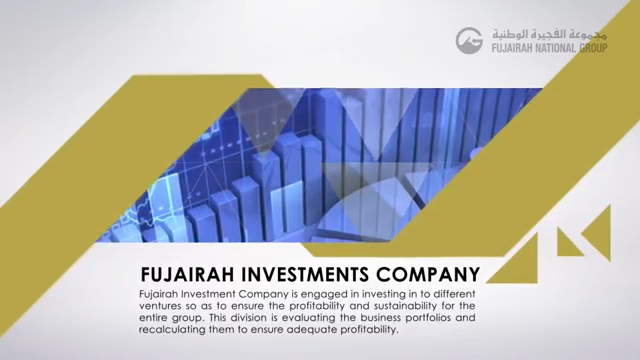 مجموعة الفجيرة الوطنية
FUJAIRAH NATIONAL GROUP
FUJAIRAH INVESTMENTS COMPANY
Fujairah Investment Company is engaged in investing in to different
ventures so as to ensure the profitability and sustainability for the
entire group. This division is evaluating the business portfolios and
recalculating them to ensure adequate profitability.